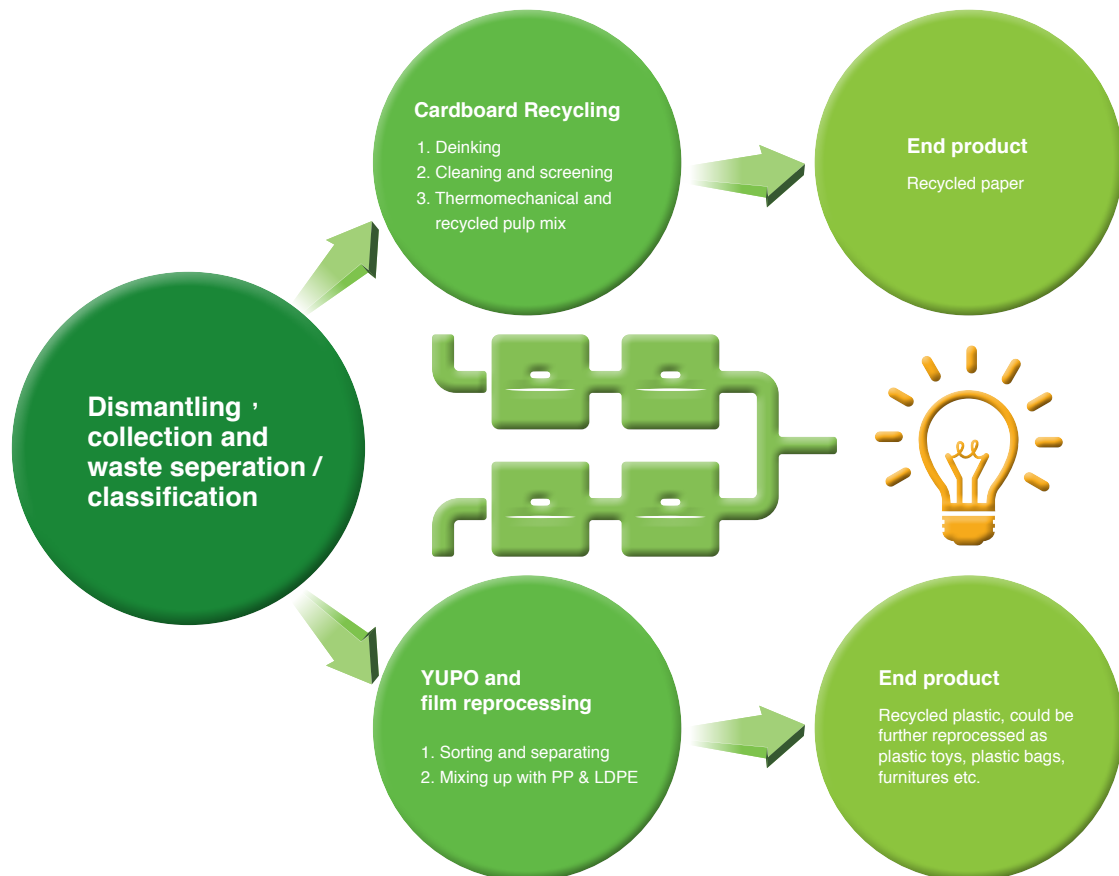 Dismantling ，
collection and
waste seperation /
classification
Cardboard Recycling
1. Deinking
2. Cleaning and screening
3. Thermomechanical and
recycled pulp mix
End product
Recycled paper
YUPO and
film reprocessing
1. Sorting and separating
2. Mixing up with PP & LDPE
End product
Recycled plastic, could be
further reprocessed as
plastic toys, plastic bags,
furnitures etc.